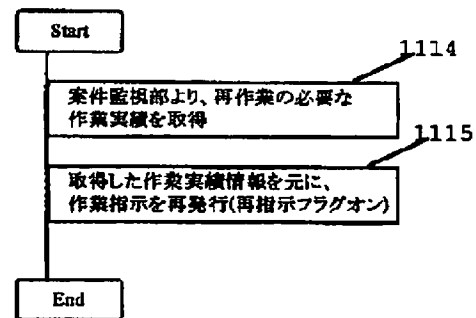 Start
1114
案件監視部より、再作業の必要な
作業実績を取得
1115
取得した作業実績情報を元に、
作業指示を再発行(再指示フラグオン)
End